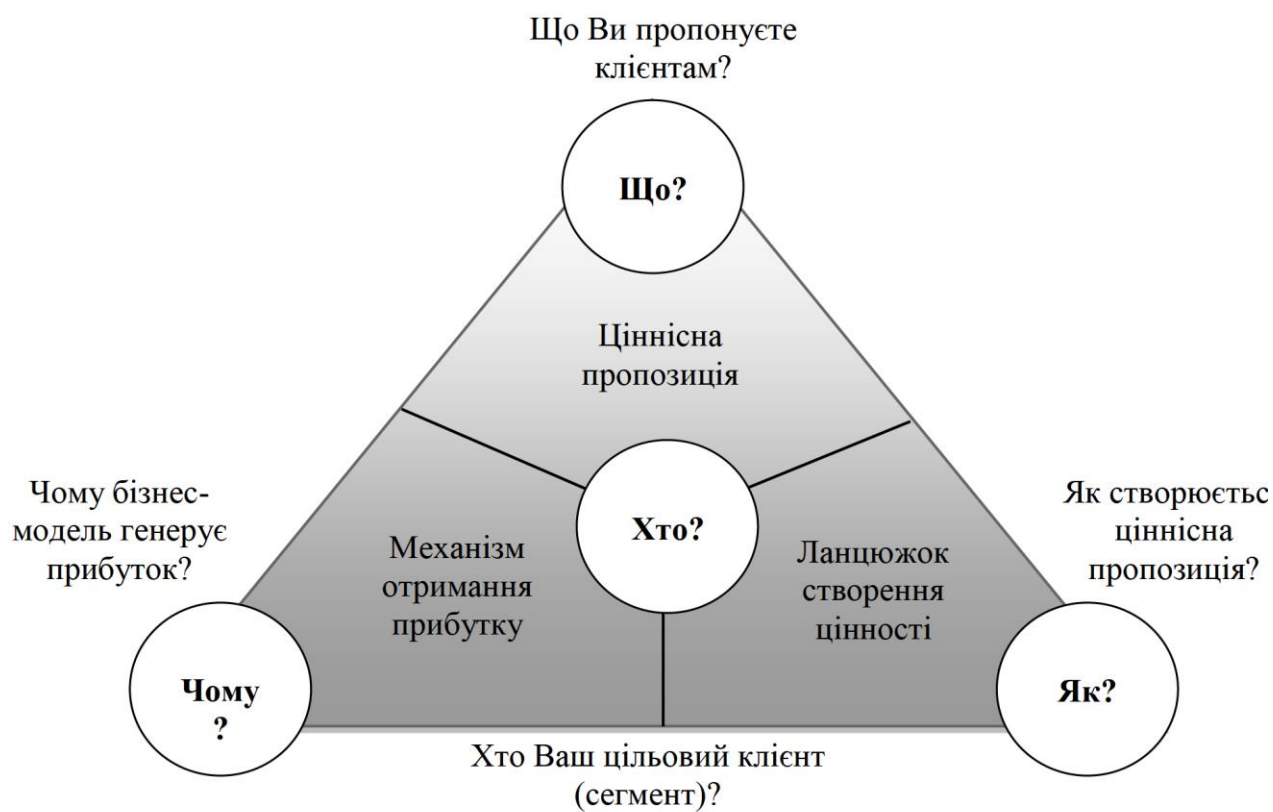 Що Ви пропонуєте
клієнтам?
Що?
Ціннісна
пропозиція
Чому бізнес-
модель генерує
прибуток?
Хто?
Механізм
отримання
прибутку
Ланцюжок
створення
цінності
Як створюєтьс
ціннісна
пропозиція?
Чому
?
Як?
Хто Ваш цільовий клієнт
(сегмент)?